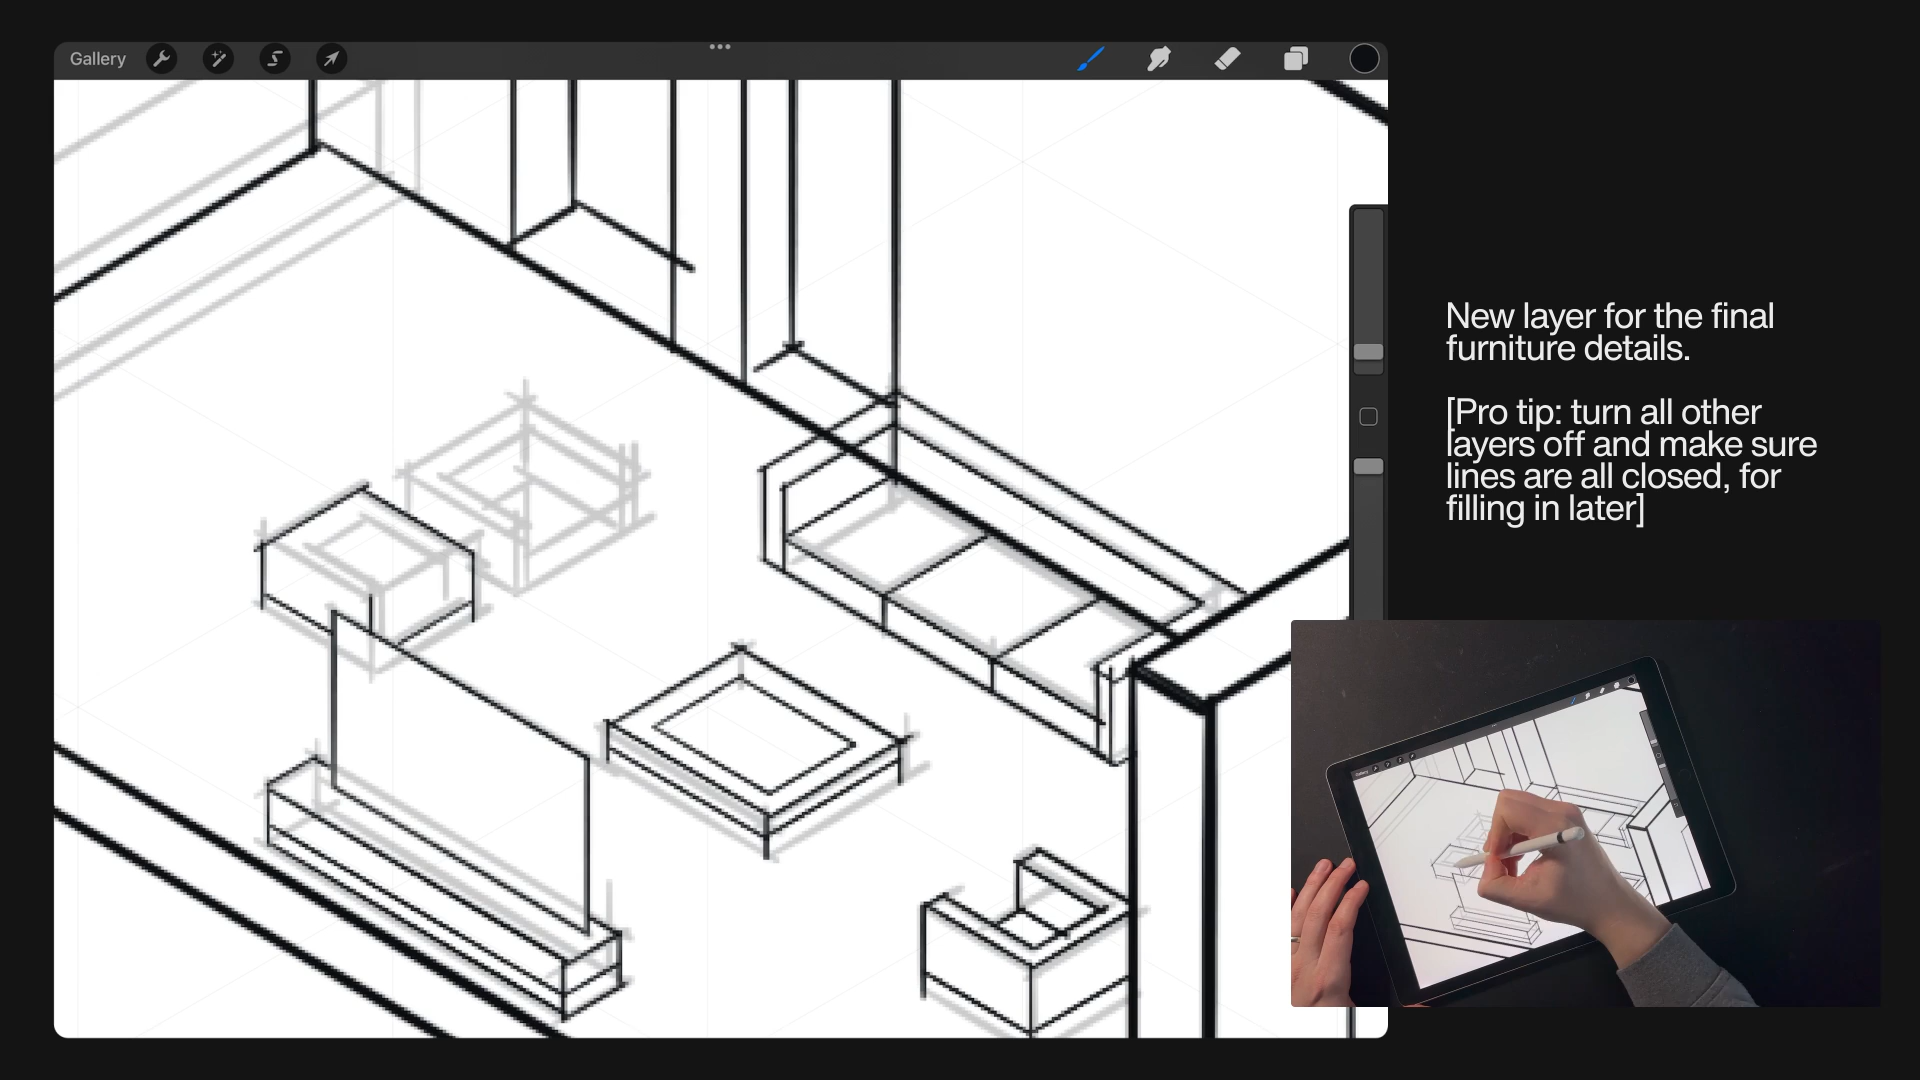 Gallery
New layer for the final
furniture details.
[Pro tip: turn all other
layers off and make sure
lines are all closed, for
filling in later]